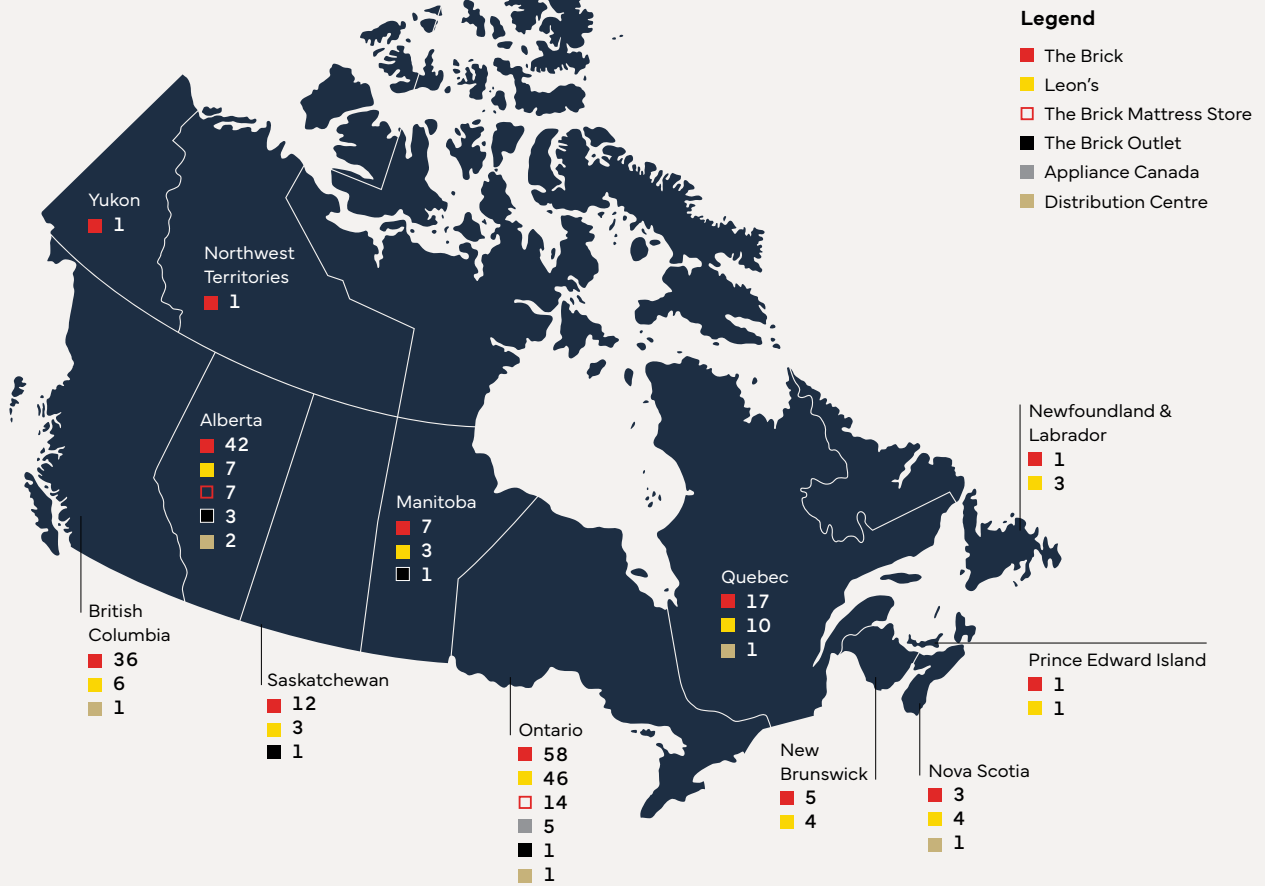 Legend
The Brick
Leon's
The Brick Mattress Store
The Brick Outlet
Appliance Canada
Distribution Centre
Yukon
1
Northwest
Territories
1
Alberta
42
7
7
3
2
Manitoba
7
3
1
Newfoundland &
Labrador
1
3
Quebec
17
10
1
British
Columbia
36
6
1
Saskatchewan
12
3
1
Ontario
58
46
14
5
1
1
New
Brunswick
5
4
Nova Scotia
3
4
1
Prince Edward Island
1
1